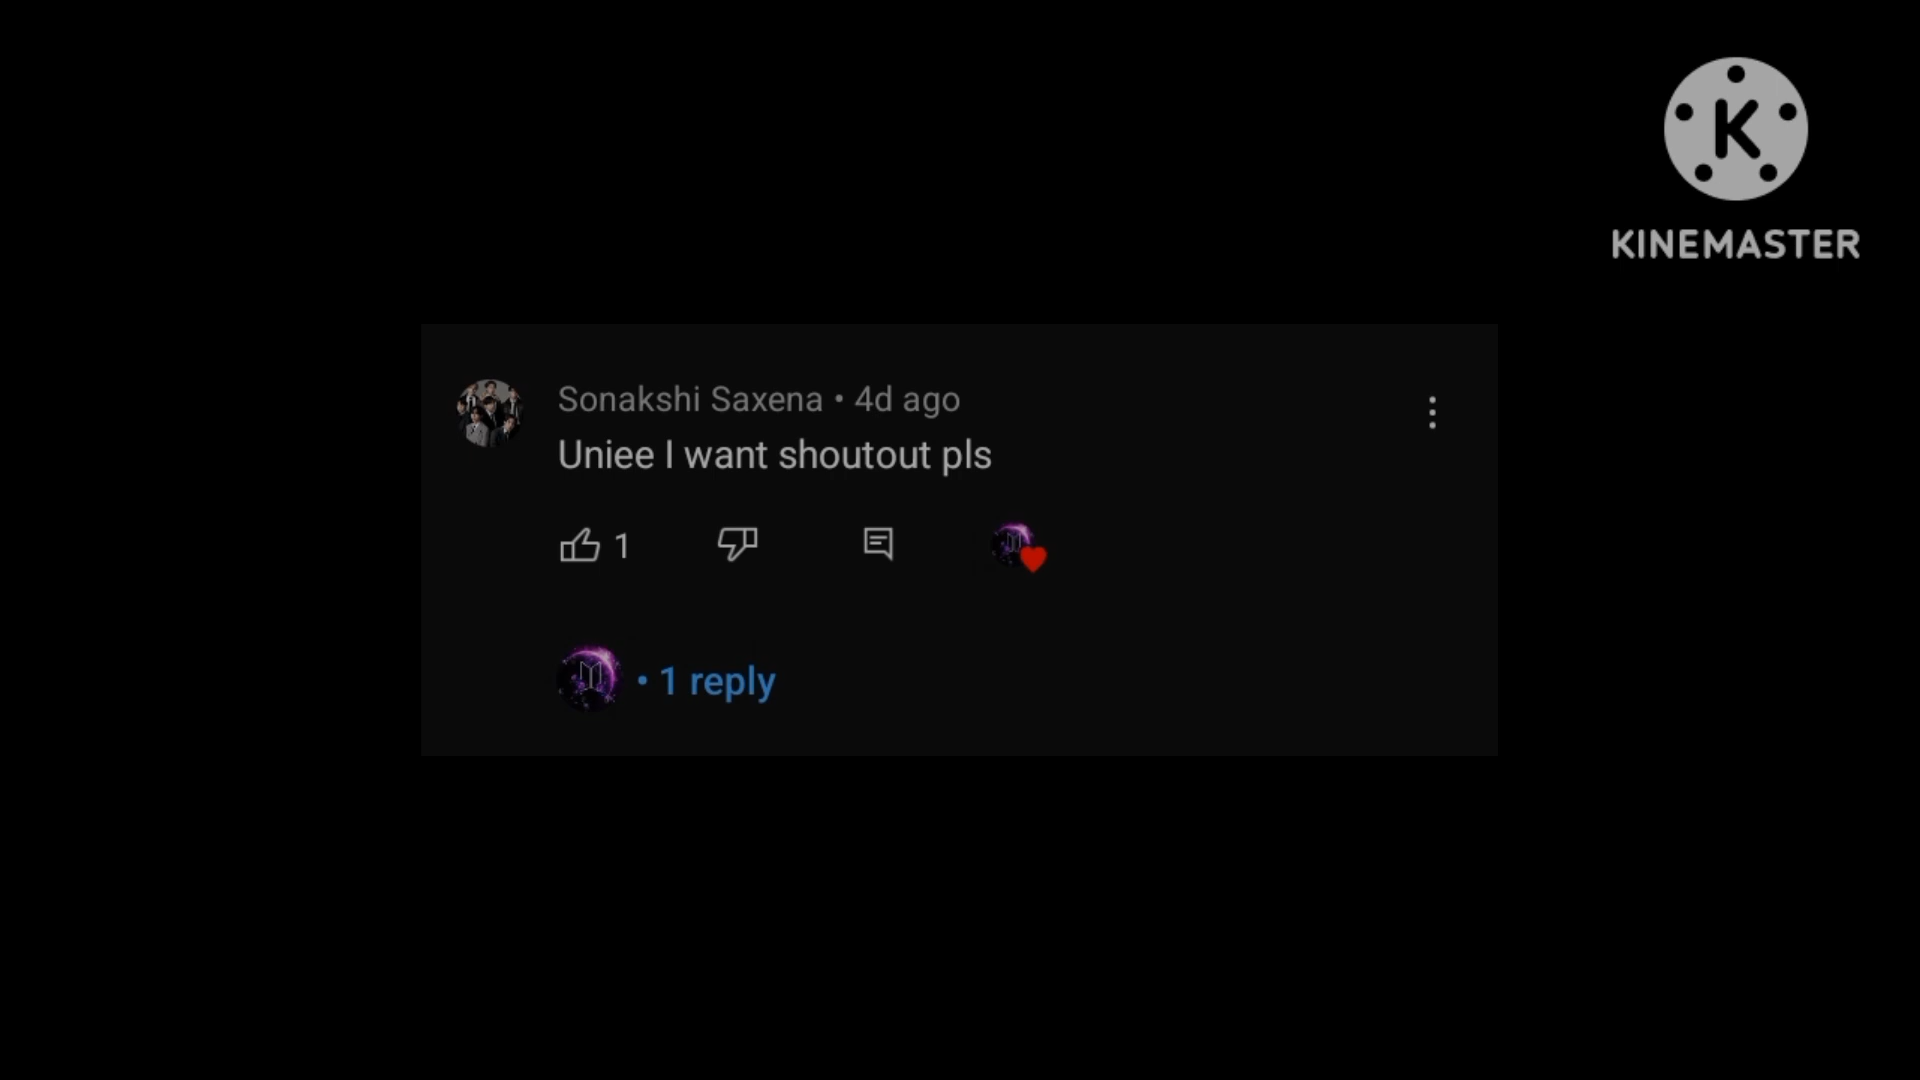 K
KINEMASTER
Sonakshi Saxena • 4d ago
Uniee I want shoutout pls
1
• 1 reply